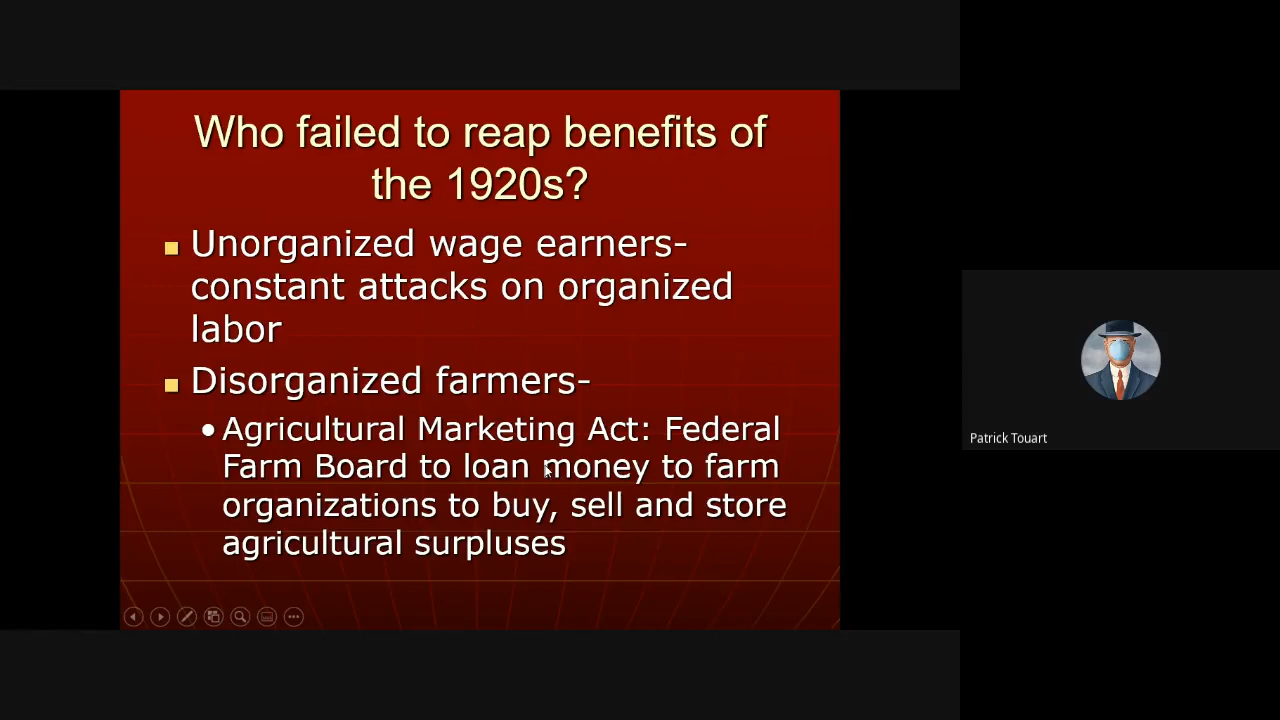 Who failed to reap benefits of
the 1920s?
Unorganized wage earners-
constant attacks on organized
labor
Disorganized farmers-
Agricultural Marketing Act: Federal
Farm Board to loan money to farm
organizations to buy, sell and store
agricultural surpluses
Patrick Touart